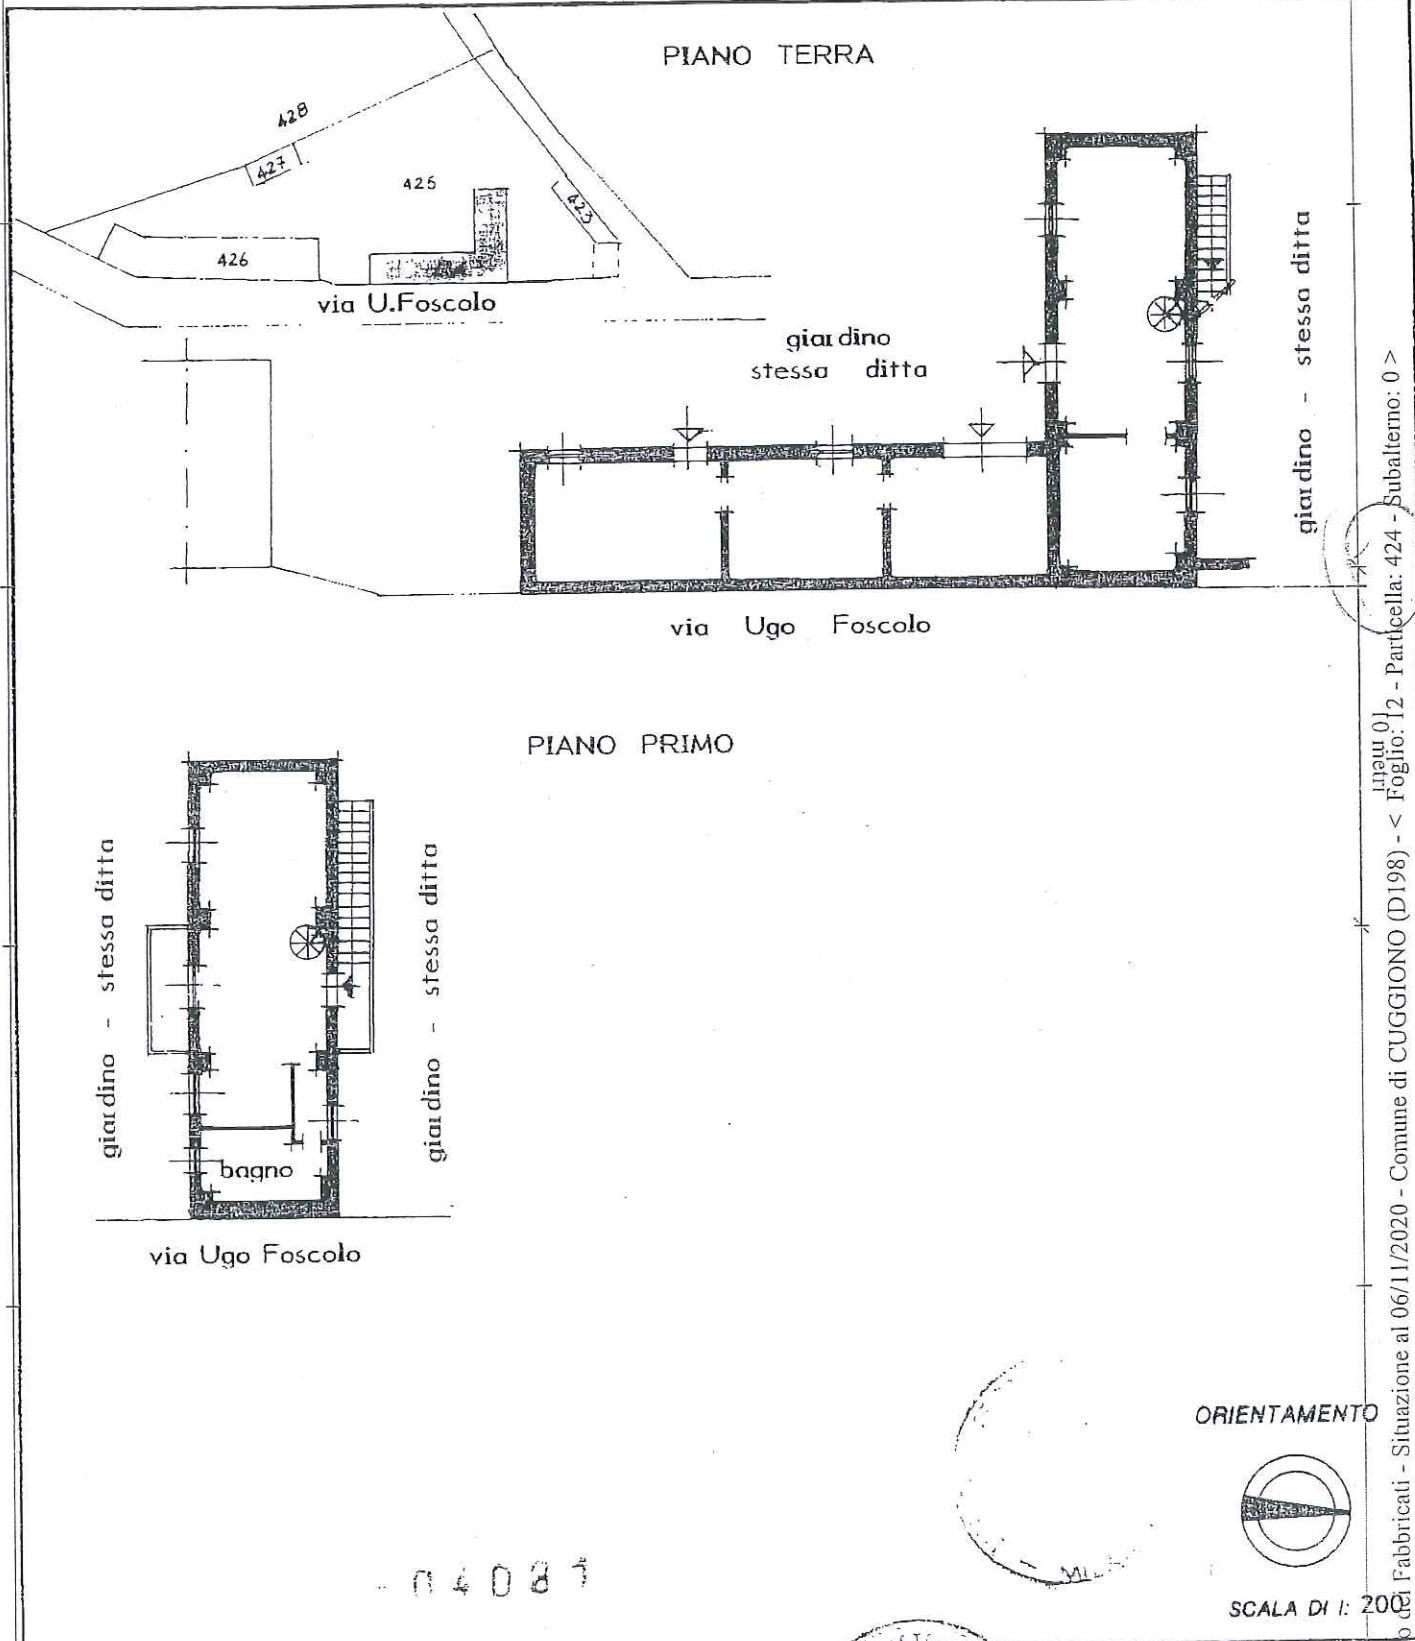 PIANO TERRA
428
427
425
423
426
via U.Foscolo
giardino
stessa ditta
giardino - stessa ditta
via Ugo Foscolo
PIANO PRIMO
giardino - stessa ditta
giardino - stessa ditta
bagno
via Ugo Foscolo
10 metri
dei Fabbricati - Situazione al 06/11/2020 - Comune di CUGGIONO (D198) - < Foglio: 12 - Particella: 424 - Subalterno: 0 >
ORIENTAMENTO
SCALA DI 1: 200